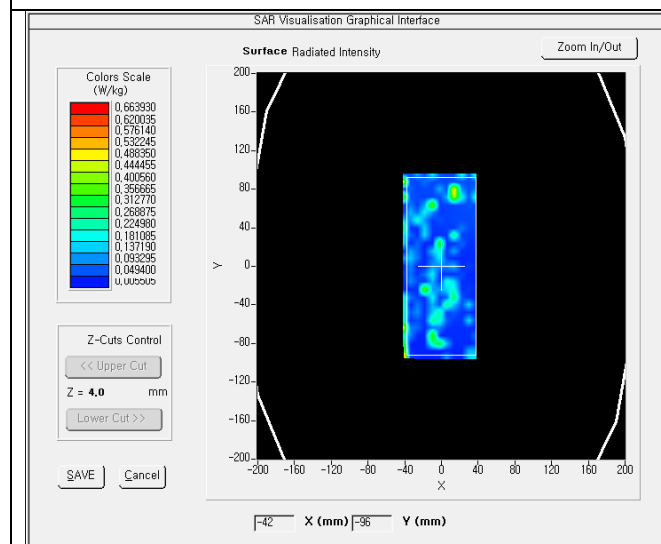 SAR Visualisation Graphical Interface
Surface Radiated Intensity
Zoom In/Out
Colors Scale
(W/kg)
0,663930
0,620035
0,576140
0,532245
0,488350
0,444455
0,400560
0,356665
0,312770
0,268875
0,224980
0,181085
0,137190
0,093295
0,049400
0,005505
200-
160-
120-
80-
40-
0-
-40-
-80-
-120-
-160-
-200-
Y
-200 -160 -120 -80 -40 0 40 80 120 160 200
X
Z-Cuts Control
<< Upper Cut
Z = 4.0 mm
Lower Cut >>
SAVE Cancel
-42 X (mm) -96 Y (mm)